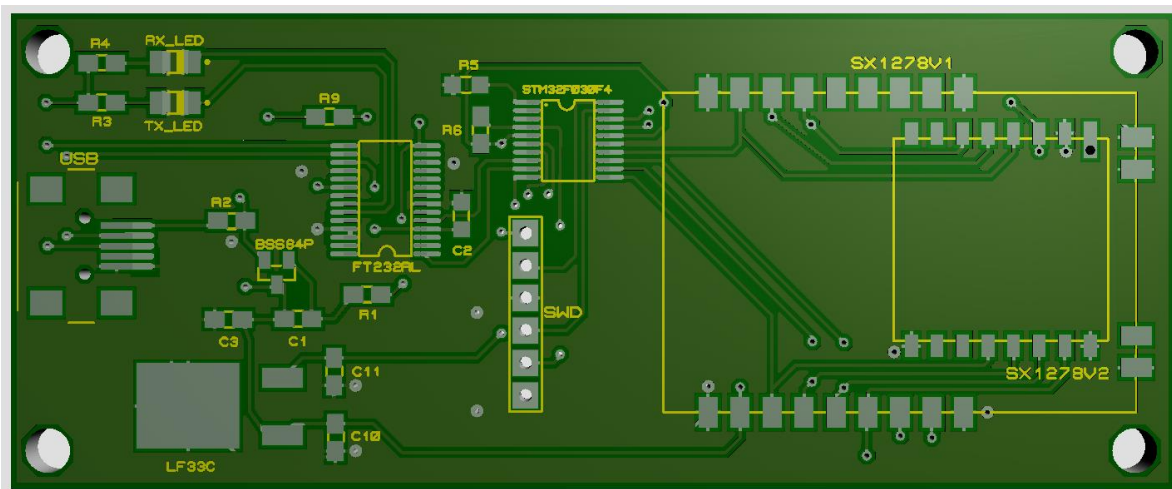 R4
RX_LED
R3
TX_LED
R9
R5
STM32F030F4
R6
SX1278V1
USB
R2
BSS84P
C2
FT232RL
R1
SWD
C3
C1
C11
C10
LF33C
SX1278V2